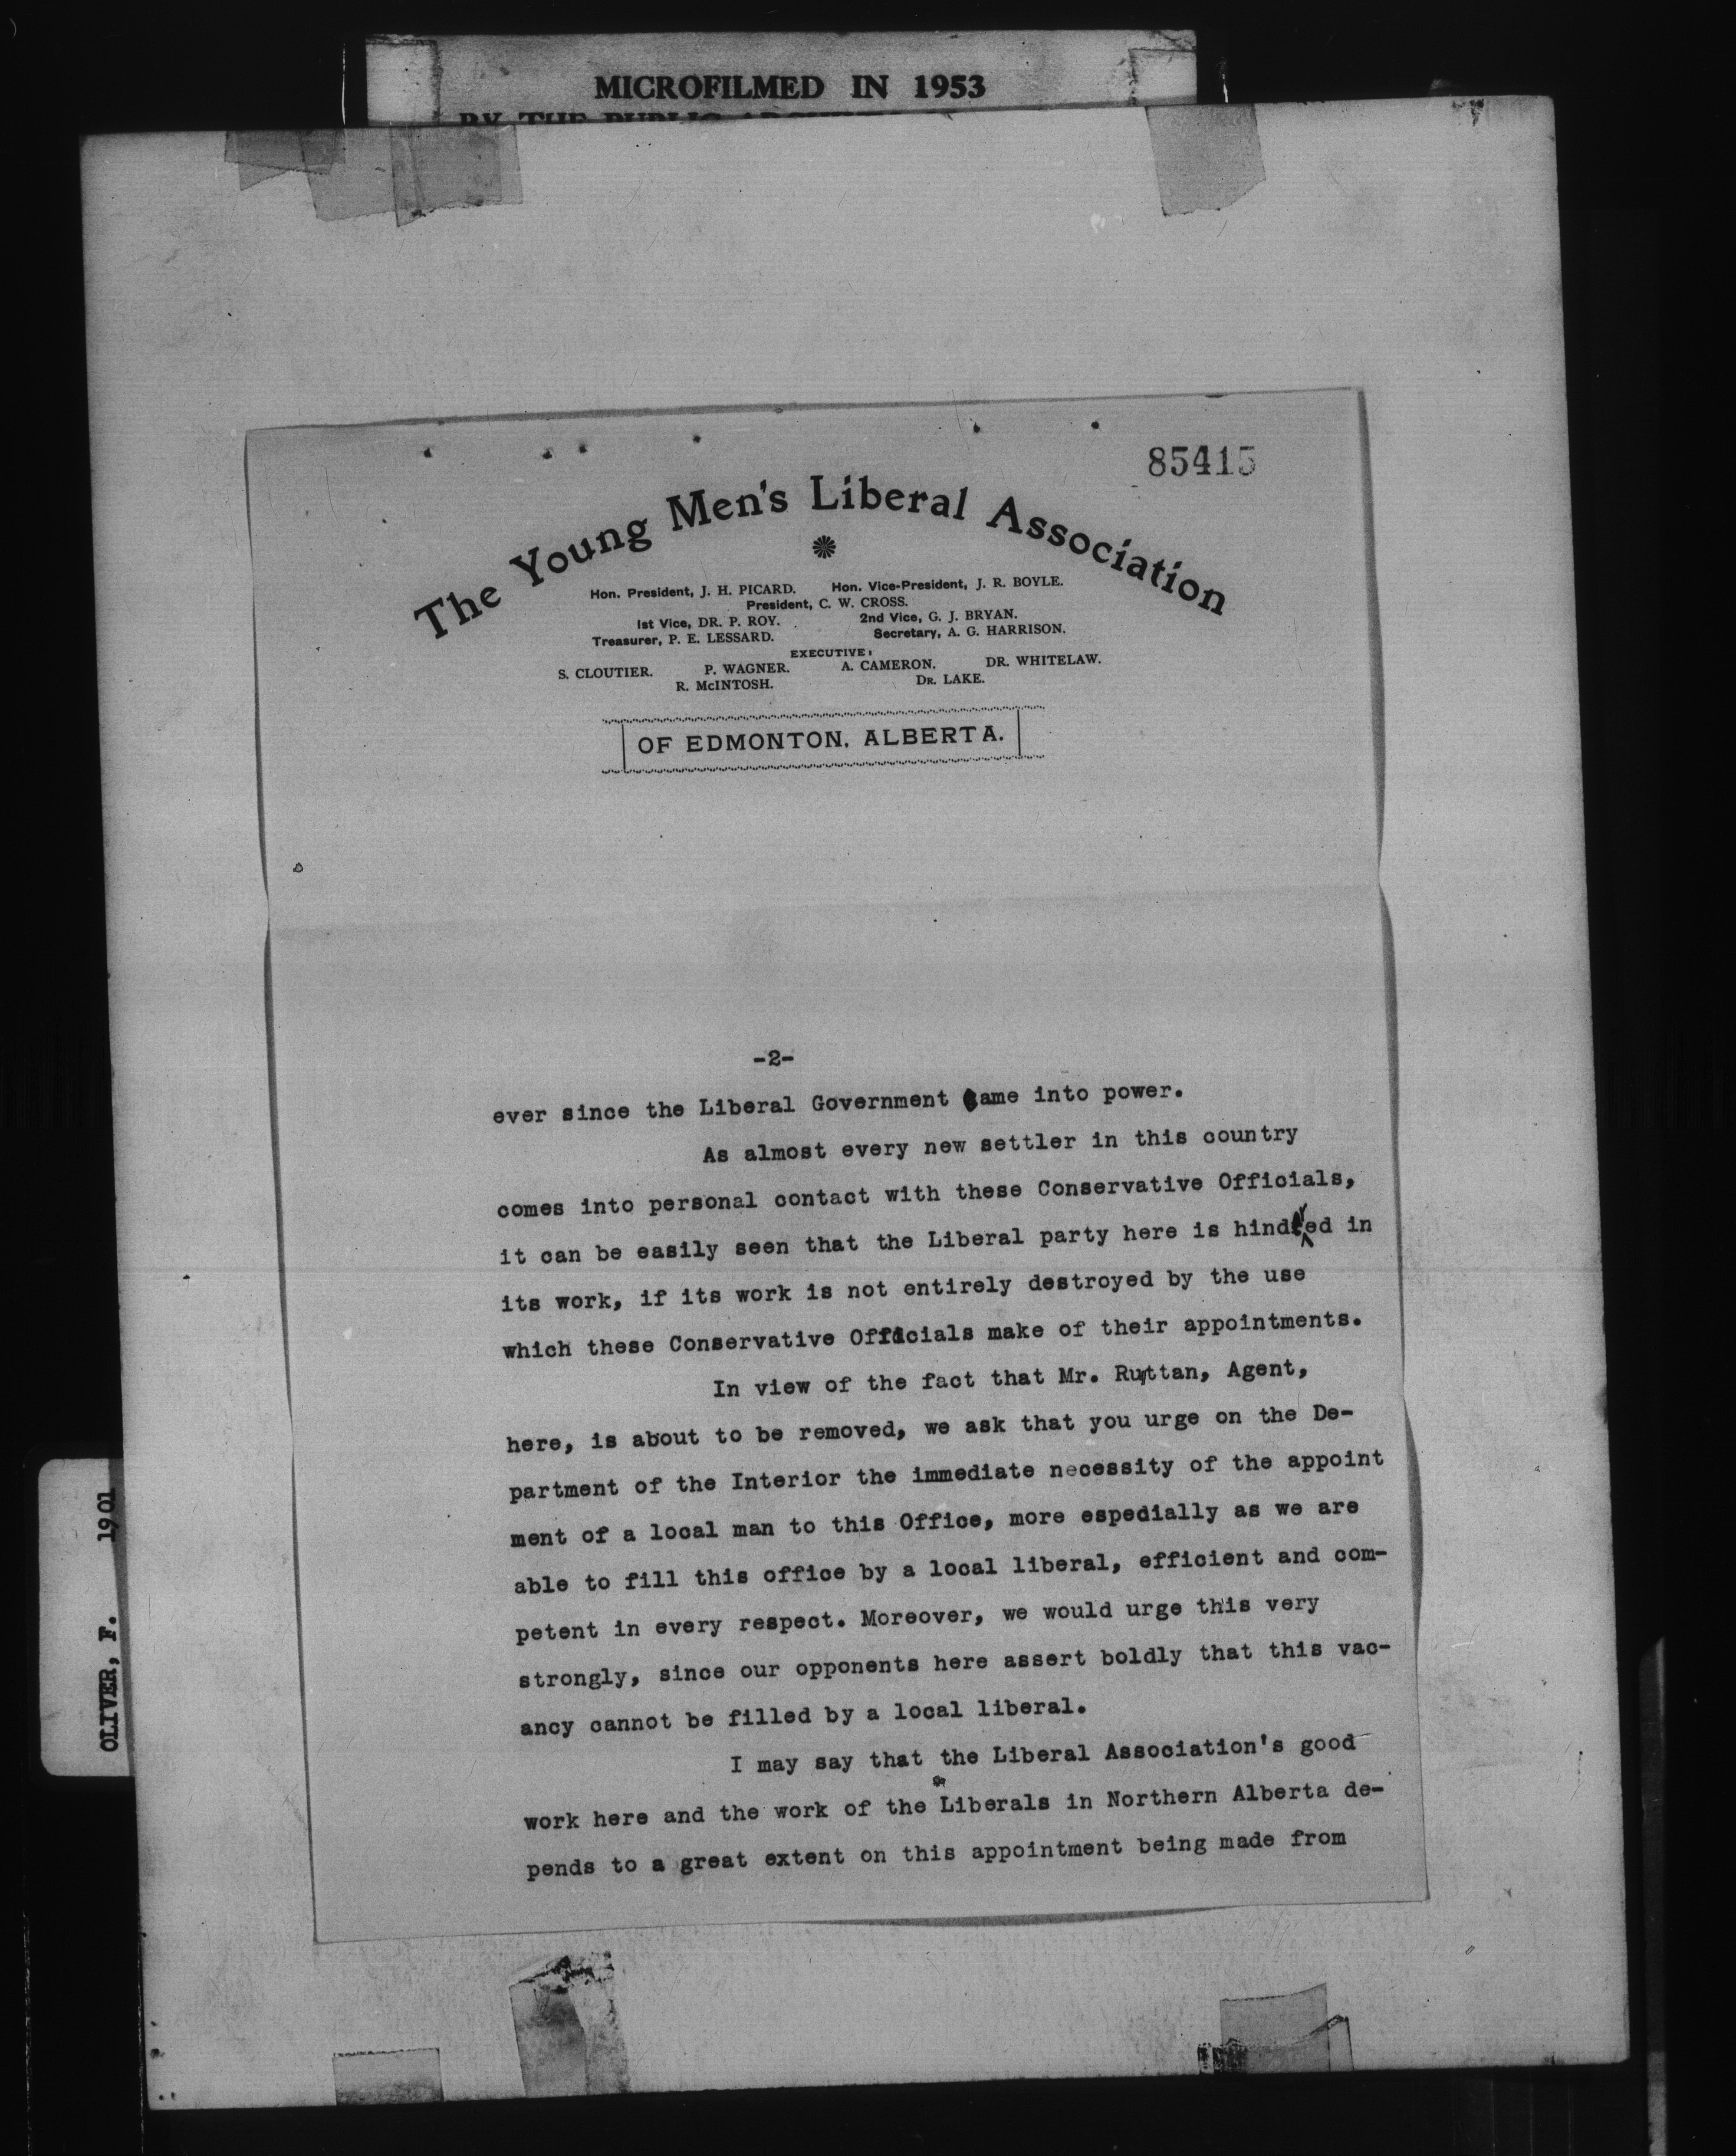 MICROFILMED IN 1953
85415
The Young Men's Liberal Association
Hon. President, J. H. PICARD. Hon. Vice-President, J. R. BOYLE.
President, C. W. CROSS.
1st Vice, DR. P. ROY. 2nd Vice, G. J. BRYAN.
Treasurer, P. E. LESSARD. Secretary, A. G. HARRISON.
EXECUTIVE:
S. CLOUTIER. P. WAGNER. A. CAMERON. DR. WHITELAW.
R. McINTOSH. DR. LAKE.
OF EDMONTON, ALBERTA.
-2-
ever since the Liberal Government came into power.
As almost every new settler in this country
comes into personal contact with these Conservative Officials,
it can be easily seen that the Liberal party here is hindred in
its work, if its work is not entirely destroyed by the use
which these Conservative Officials make of their appointments.
In view of the fact that Mr. Ruttan, Agent,
here, is about to be removed, we ask that you urge on the De-
partment of the Interior the immediate necessity of the appoint
ment of a local man to this Office, more espedially as we are
able to fill this office by a local liberal, efficient and com-
petent in every respect. Moreover, we would urge this very
strongly, since our opponents here assert boldly that this vac-
ancy cannot be filled by a local liberal.
I may say that the Liberal Association's good
work here and the work of the Liberals in Northern Alberta de-
pends to a great extent on this appointment being made from
OLIVER, F. 1901